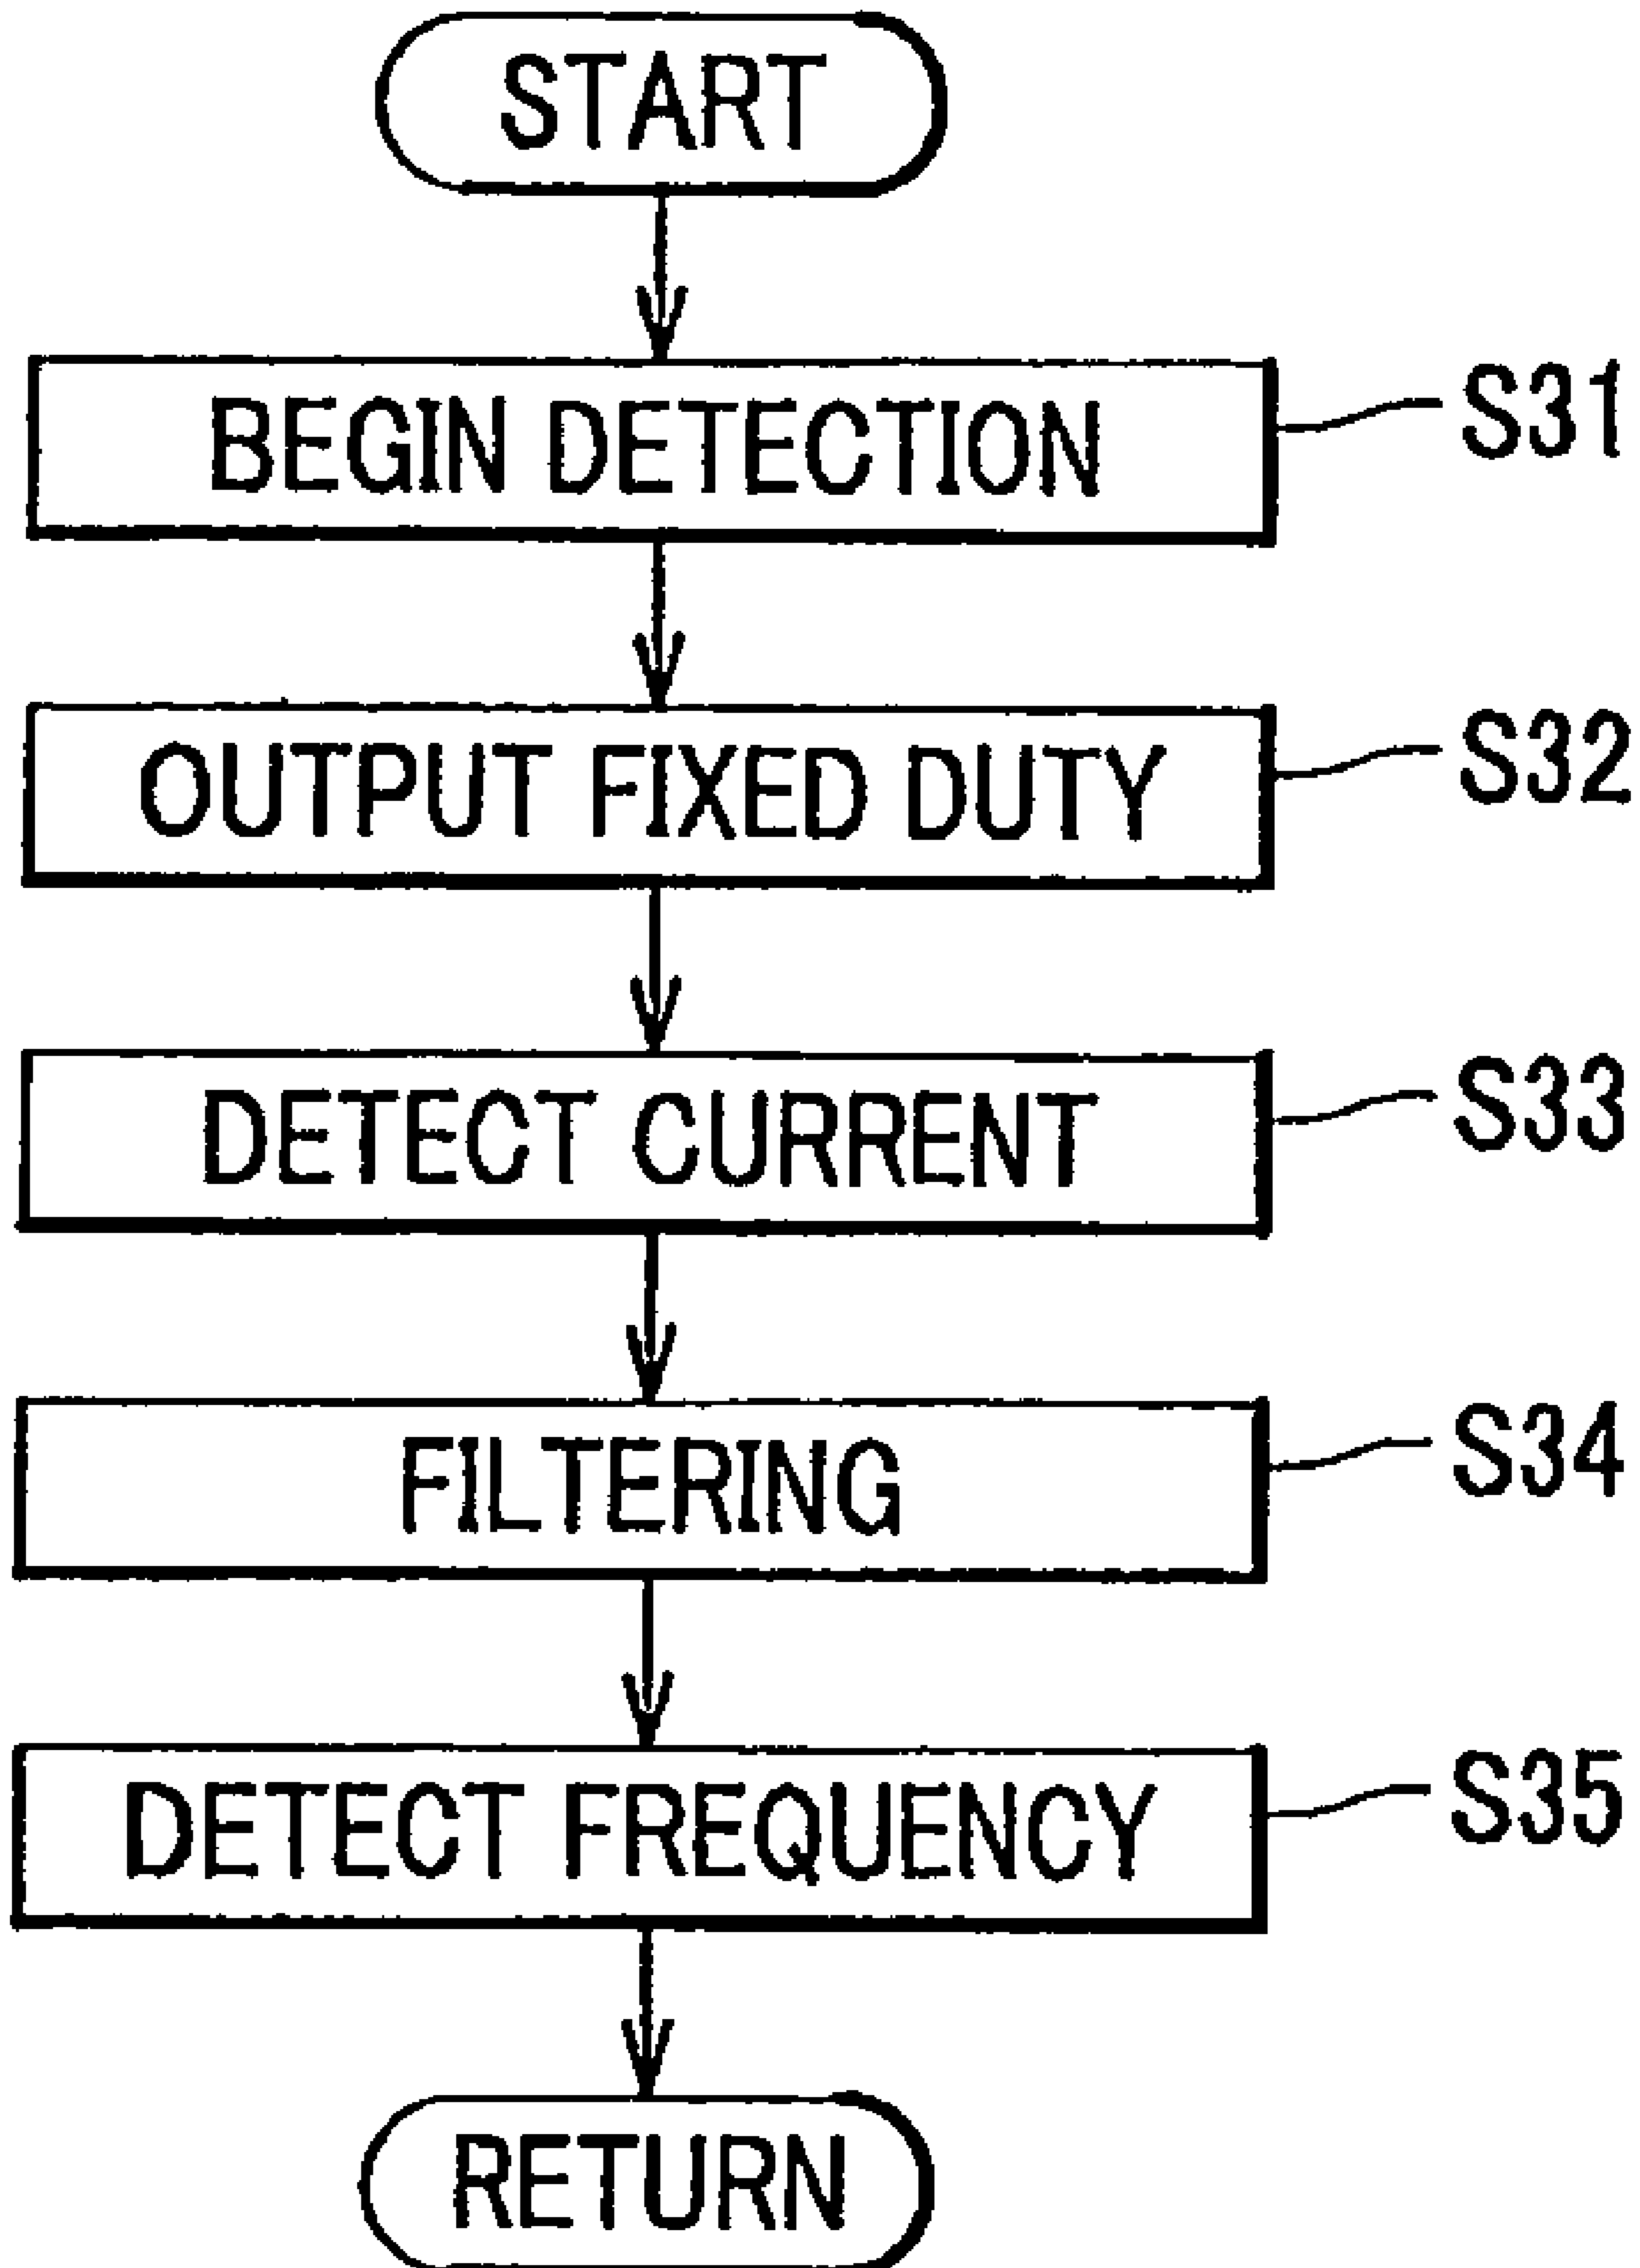 START
BEGIN DETECTION
S31
OUTPUT FIXED DUTY
S32
DETECT CURRENT
S33
FILTERING
S34
DETECT FREQUENCY
S35
RETURN